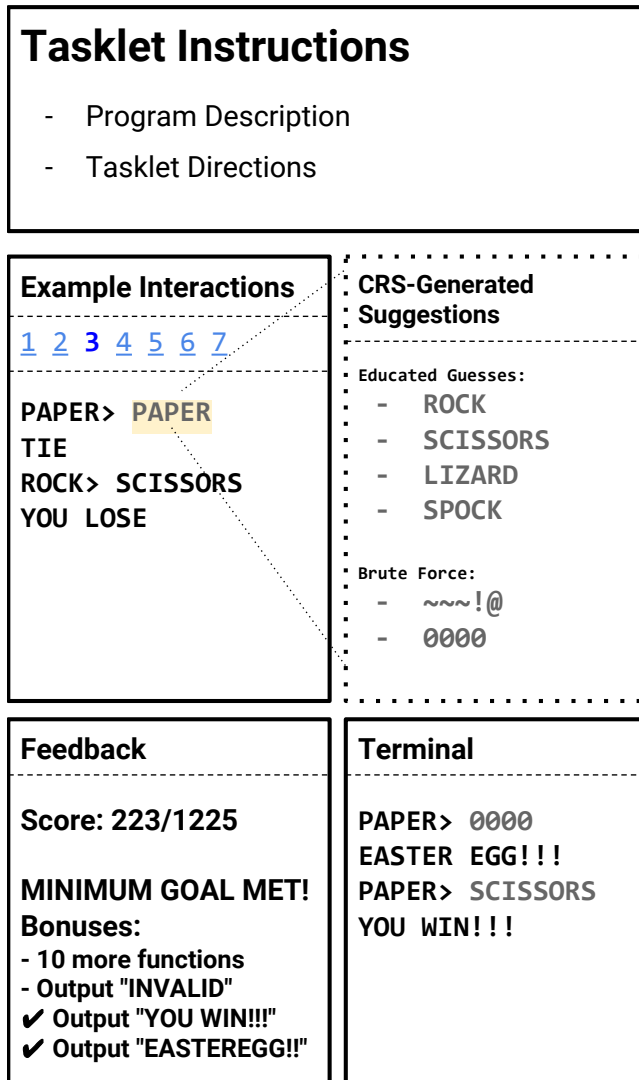 Tasklet Instructions
- Program Description
- Tasklet Directions
Example Interactions
1 2 3 4 5 6 7
PAPER> PAPER
TIE
ROCK> SCISSORS
YOU LOSE
CRS-Generated
Suggestions
Educated Guesses:
- ROCK
- SCISSORS
- LIZARD
- SPOCK
Brute Force:
- ~~~!@
- 0000
Feedback
Score: 223/1225
MINIMUM GOAL MET!
Bonuses:
- 10 more functions
- Output "INVALID"
✔ Output "YOU WIN!!!"
✔ Output "EASTEREGG!!"
Terminal
PAPER> 0000
EASTER EGG!!!
PAPER> SCISSORS
YOU WIN!!!